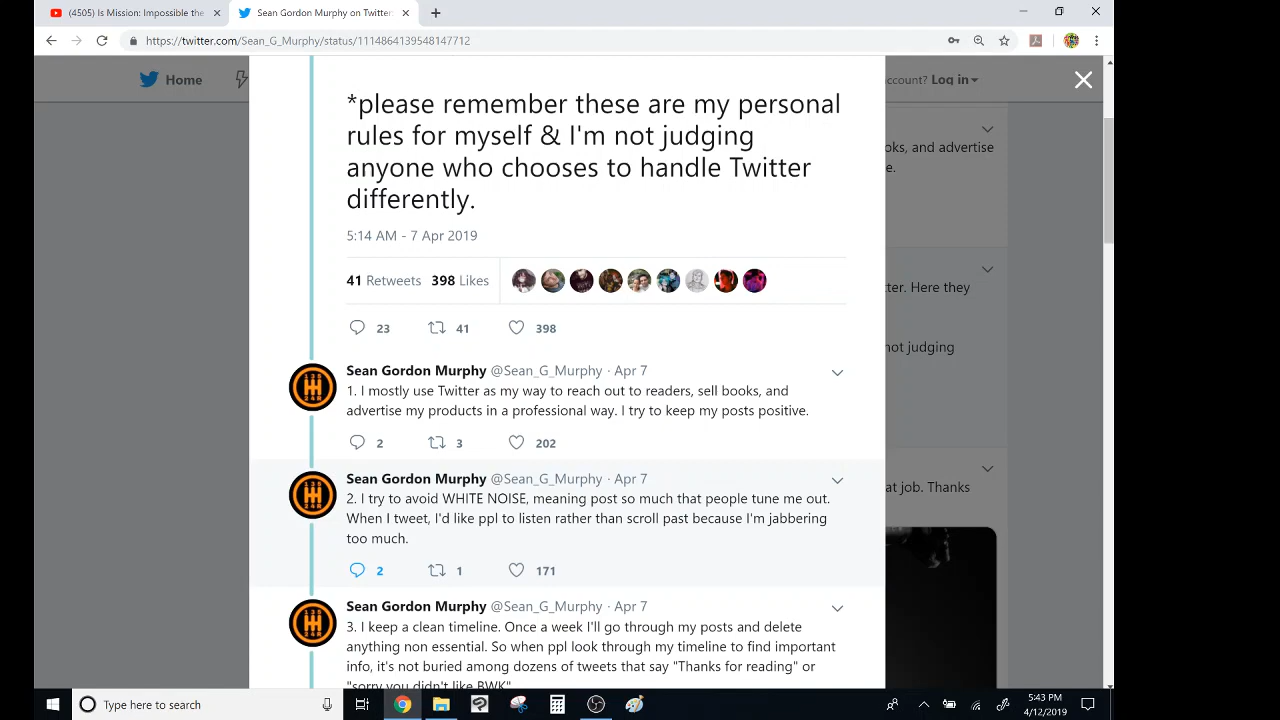 (4505) Is Mission: Impossible the
Sean Gordon Murphy on Twitter:
https://twitter.com/Sean_G_Murphy/status/1114864139548147712
Home
account? Log in
*please remember these are my personal
rules for myself & I'm not judging
anyone who chooses to handle Twitter
differently.
5:14 AM - 7 Apr 2019
41 Retweets 398 Likes
23 41 398
oks, and advertise
e.
tter. Here they
not judging
at job. Thanks
Sean Gordon Murphy @Sean_G_Murphy · Apr 7
1. I mostly use Twitter as my way to reach out to readers, sell books, and
advertise my products in a professional way. I try to keep my posts positive.
2 3 202
Sean Gordon Murphy @Sean_G_Murphy · Apr 7
2. I try to avoid WHITE NOISE, meaning post so much that people tune me out.
When I tweet, I'd like ppl to listen rather than scroll past because I'm jabbering
too much.
2 1 171
Sean Gordon Murphy @Sean_G_Murphy · Apr 7
3. I keep a clean timeline. Once a week I'll go through my posts and delete
anything non essential. So when ppl look through my timeline to find important
info, it's not buried among dozens of tweets that say "Thanks for reading" or
"sorry you didn't like BWK"
Type here to search
5:43 PM
4/12/2019